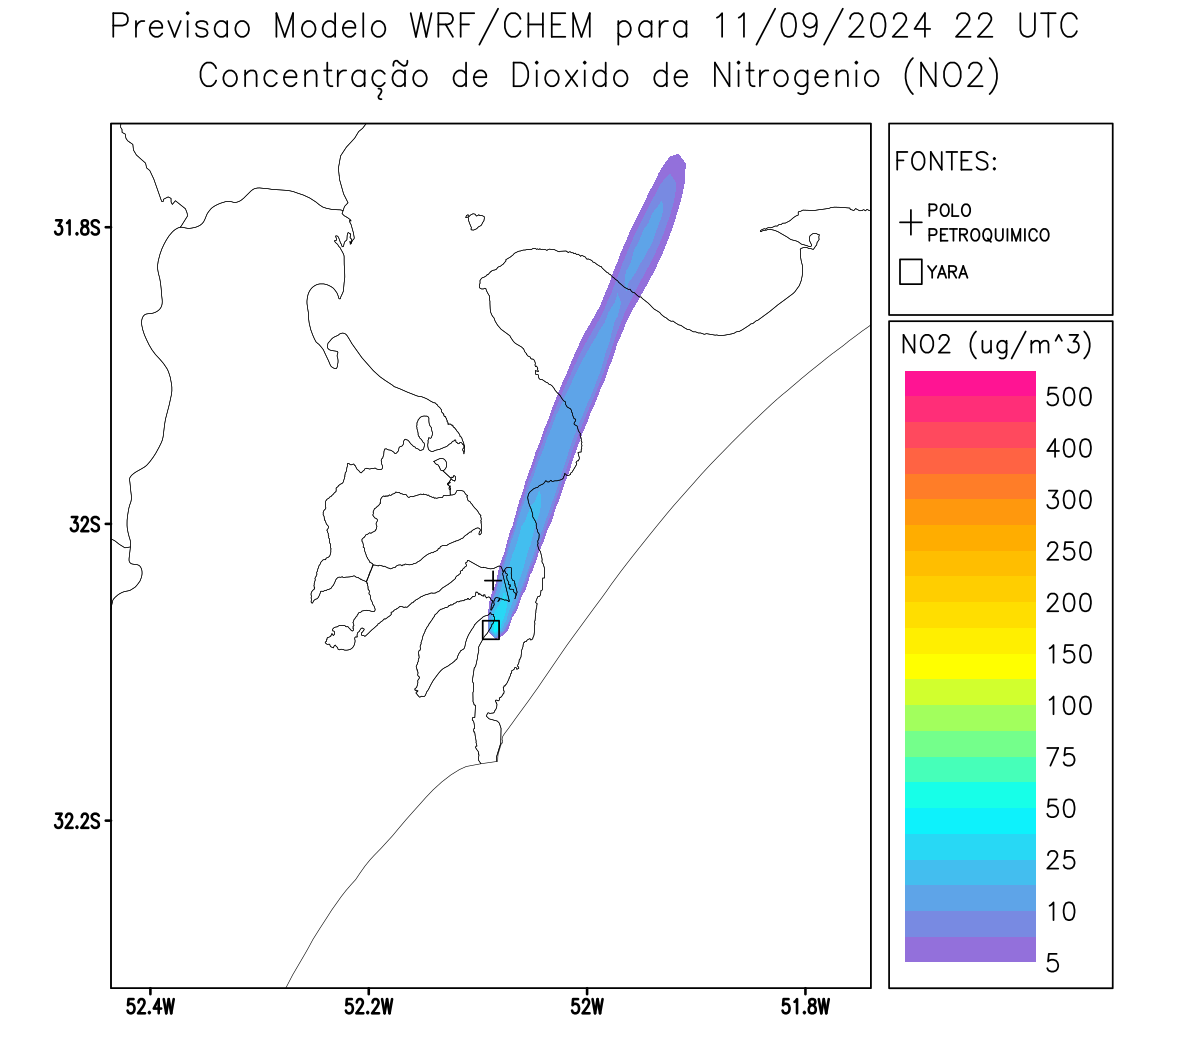 Previsao Modelo WRF/CHEM para 11/09/2024 22 UTC
Concentração de Dioxido de Nitrogenio (NO2)
FONTES:
POLO
PETROQUIMICO
YARA
NO2 (ug/m^3)
500
400
300
250
200
150
100
75
50
25
10
5
31.8S
32S
32.2S
52.4W
52.2W
52W
51.8W